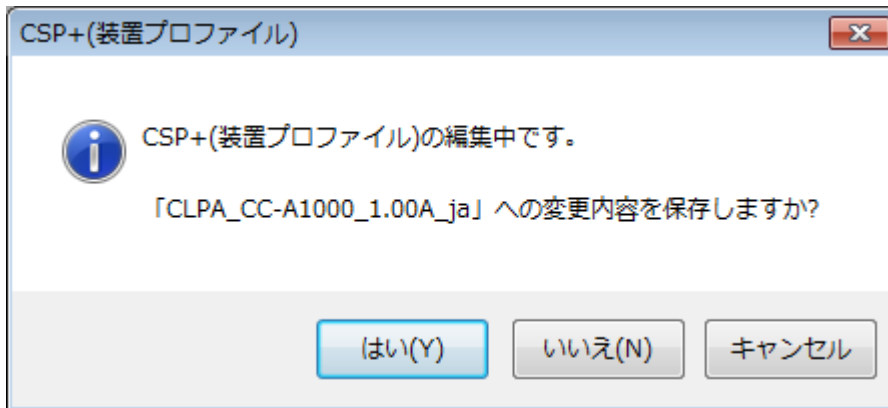 CSP+(装置プロファイル)
CSP+(装置プロファイル)の編集中です。
「CLPA_CC-A1000_1.00A_ja」への変更内容を保存しますか?
はい(Y)
いいえ(N)
キャンセル